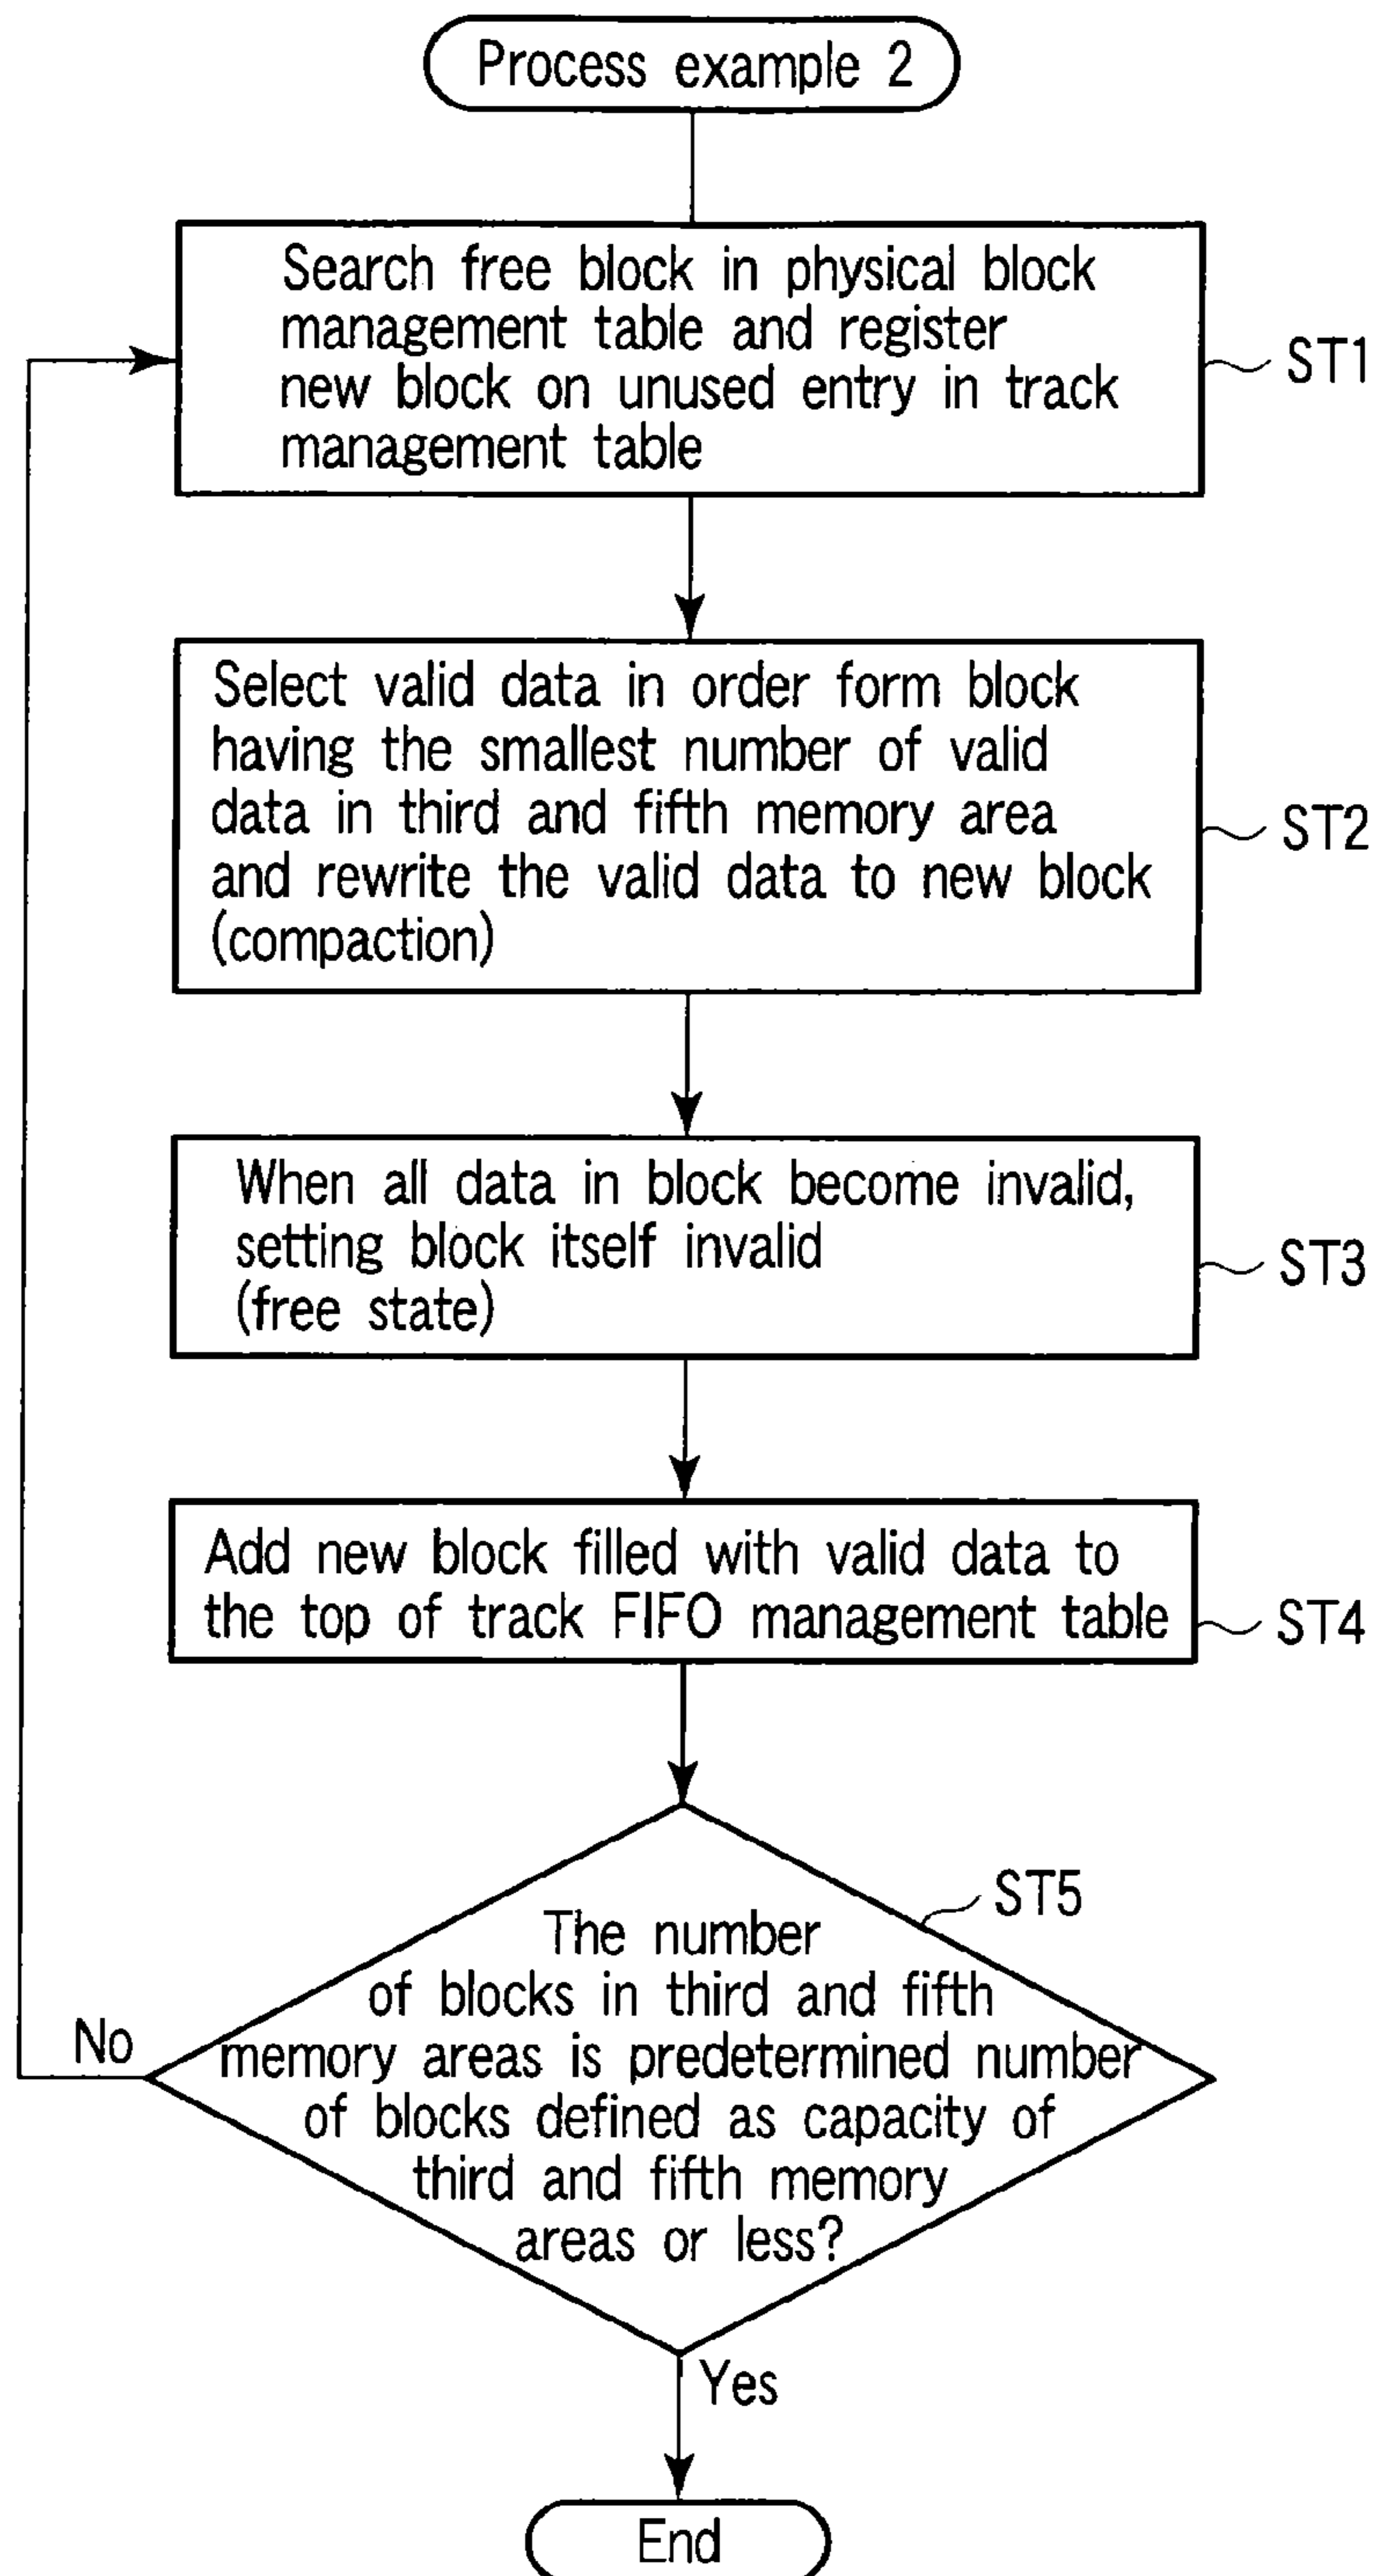 Process example 2
Search free block in physical block
management table and register
new block on unused entry in track
management table
ST1
Select valid data in order form block
having the smallest number of valid
data in third and fifth memory area
and rewrite the valid data to new block
(compaction)
ST2
When all data in block become invalid,
setting block itself invalid
(free state)
ST3
Add new block filled with valid data to
the top of track FIFO management table
ST4
ST5
The number
of blocks in third and fifth
memory areas is predetermined number
of blocks defined as capacity of
third and fifth memory
areas or less?
No
Yes
End